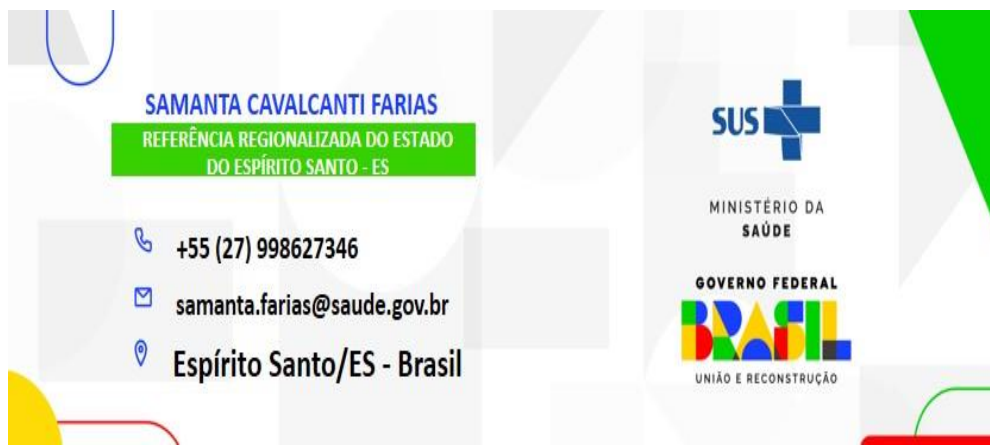 SAMANTA CAVALCANTI FARIAS
REFERÊNCIA REGIONALIZADA DO ESTADO
DO ESPÍRITO SANTO - ES
+55 (27) 998627346
samanta.farias@saude.gov.br
Espírito Santo/ES - Brasil
SUS
MINISTÉRIO DA
SAÚDE
GOVERNO FEDERAL
BRASIL
UNIÃO E RECONSTRUÇÃO